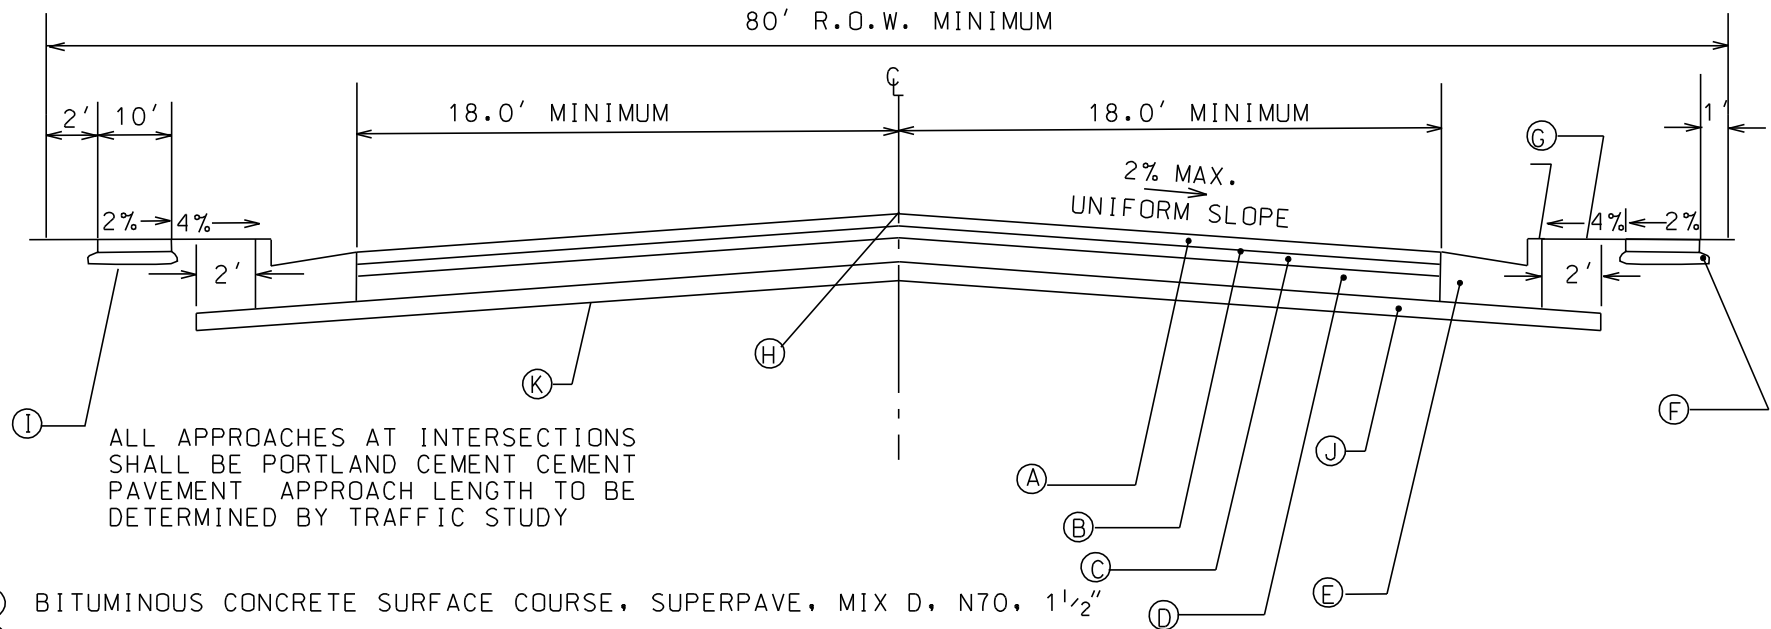 80' R.O.W. MINIMUM
℄
2' 10' 18.0' MINIMUM 18.0' MINIMUM 1'
G
2% MAX.
UNIFORM SLOPE
2% 4% 4% 2%
2' 2'
H
K
I
F
ALL APPROACHES AT INTERSECTIONS
SHALL BE PORTLAND CEMENT CEMENT
PAVEMENT APPROACH LENGTH TO BE
DETERMINED BY TRAFFIC STUDY
J
A
B
C
E
D
BITUMINOUS CONCRETE SURFACE COURSE, SUPERPAVE, MIX D, N70, 1 1/2"